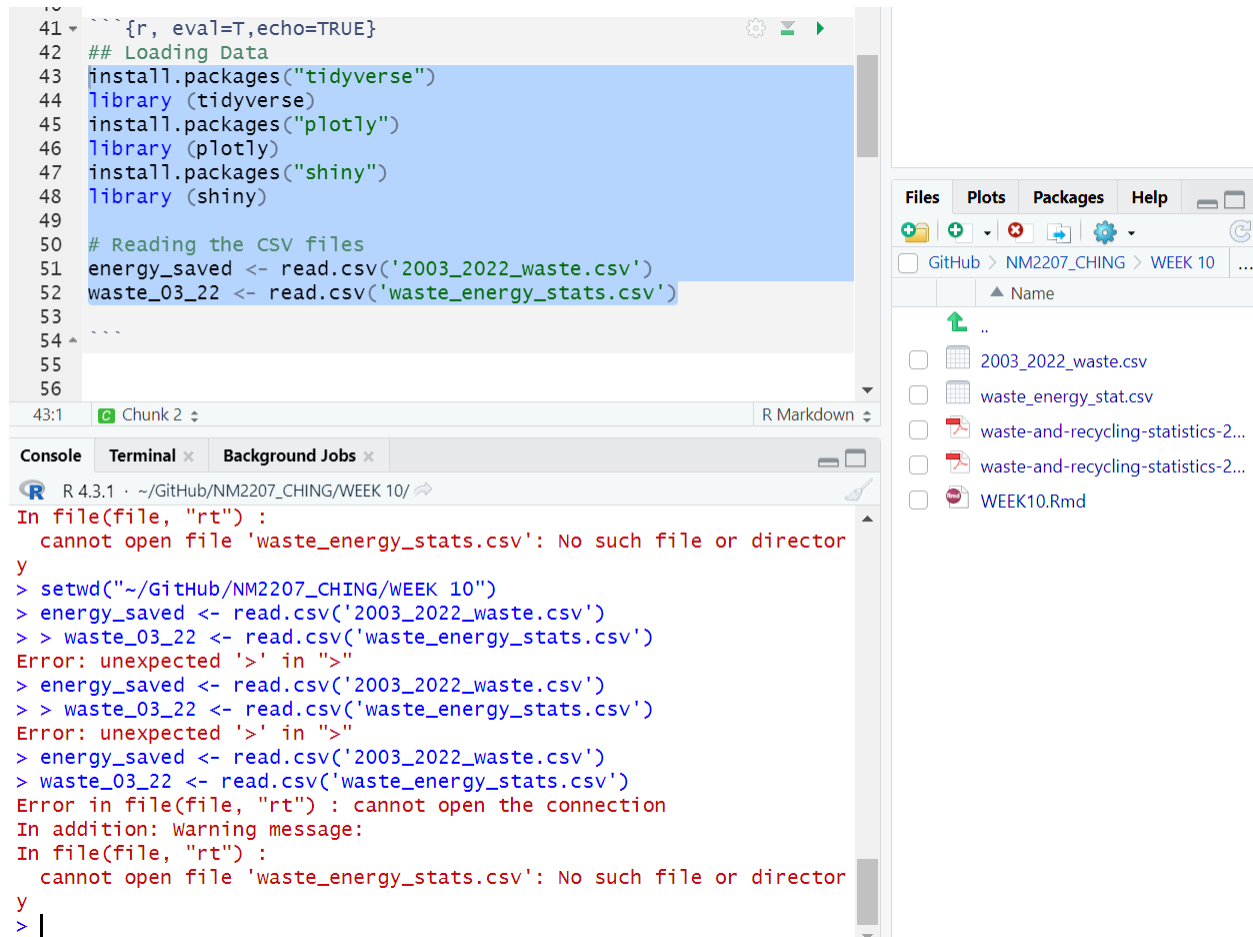 41 ```{r, eval=T,echo=TRUE}
42 ## Loading Data
43 install.packages("tidyverse")
44 library (tidyverse)
45 install.packages("plotly")
46 library (plotly)
47 install.packages("shiny")
48 library (shiny)
49
50 # Reading the CSV files
51 energy_saved <- read.csv('2003_2022_waste.csv')
52 waste_03_22 <- read.csv('waste_energy_stats.csv')
53
54 ```
55
56
43:1 C Chunk 2 R Markdown
Console Terminal Background Jobs
R 4.3.1 · ~/GitHub/NM2207_CHING/WEEK 10/
In file(file, "rt") :
cannot open file 'waste_energy_stats.csv': No such file or director
y
> setwd("~/GitHub/NM2207_CHING/WEEK 10")
> energy_saved <- read.csv('2003_2022_waste.csv')
> > waste_03_22 <- read.csv('waste_energy_stats.csv')
Error: unexpected '>' in ">"
> energy_saved <- read.csv('2003_2022_waste.csv')
> > waste_03_22 <- read.csv('waste_energy_stats.csv')
Error: unexpected '>' in ">"
> energy_saved <- read.csv('2003_2022_waste.csv')
> waste_03_22 <- read.csv('waste_energy_stats.csv')
Error in file(file, "rt") : cannot open the connection
In addition: Warning message:
In file(file, "rt") :
cannot open file 'waste_energy_stats.csv': No such file or director
y
>
Files Plots Packages Help
GitHub > NM2207_CHING > WEEK 10 ...
Name
..
2003_2022_waste.csv
waste_energy_stat.csv
waste-and-recycling-statistics-2...
waste-and-recycling-statistics-2...
WEEK10.Rmd